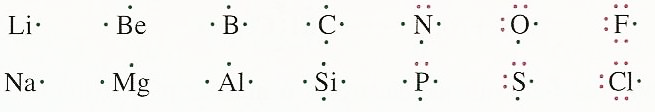 Li· ·Be· ·B· ·C· ·N· :O· :F·
Na· ·Mg· ·Al· ·Si· ·P· :S· :Cl·